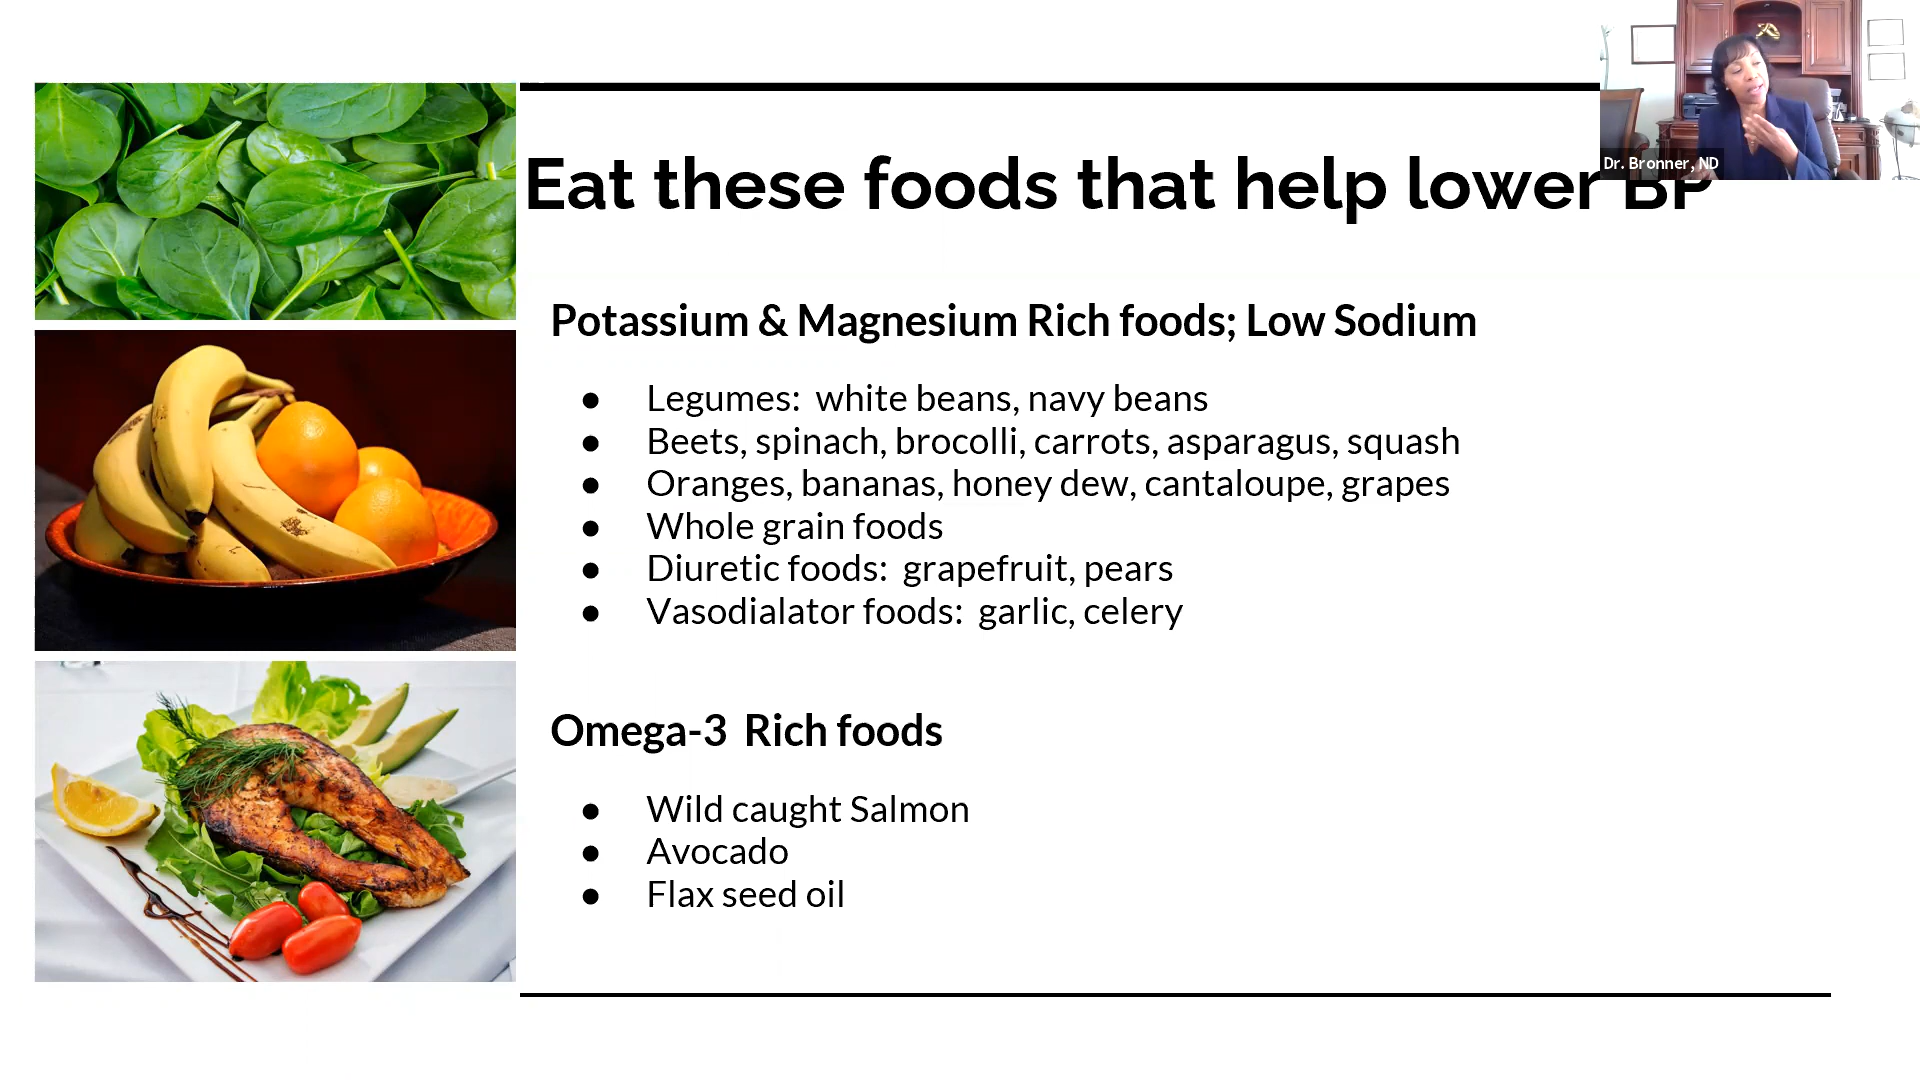 Dr. Bronner, ND
Eat these foods that help lower BP
Potassium & Magnesium Rich foods; Low Sodium
● Legumes:  white beans, navy beans
● Beets, spinach, brocolli, carrots, asparagus, squash
● Oranges, bananas, honey dew, cantaloupe, grapes
● Whole grain foods
● Diuretic foods:  grapefruit, pears
● Vasodialator foods:  garlic, celery
Omega-3  Rich foods
● Wild caught Salmon
● Avocado
● Flax seed oil